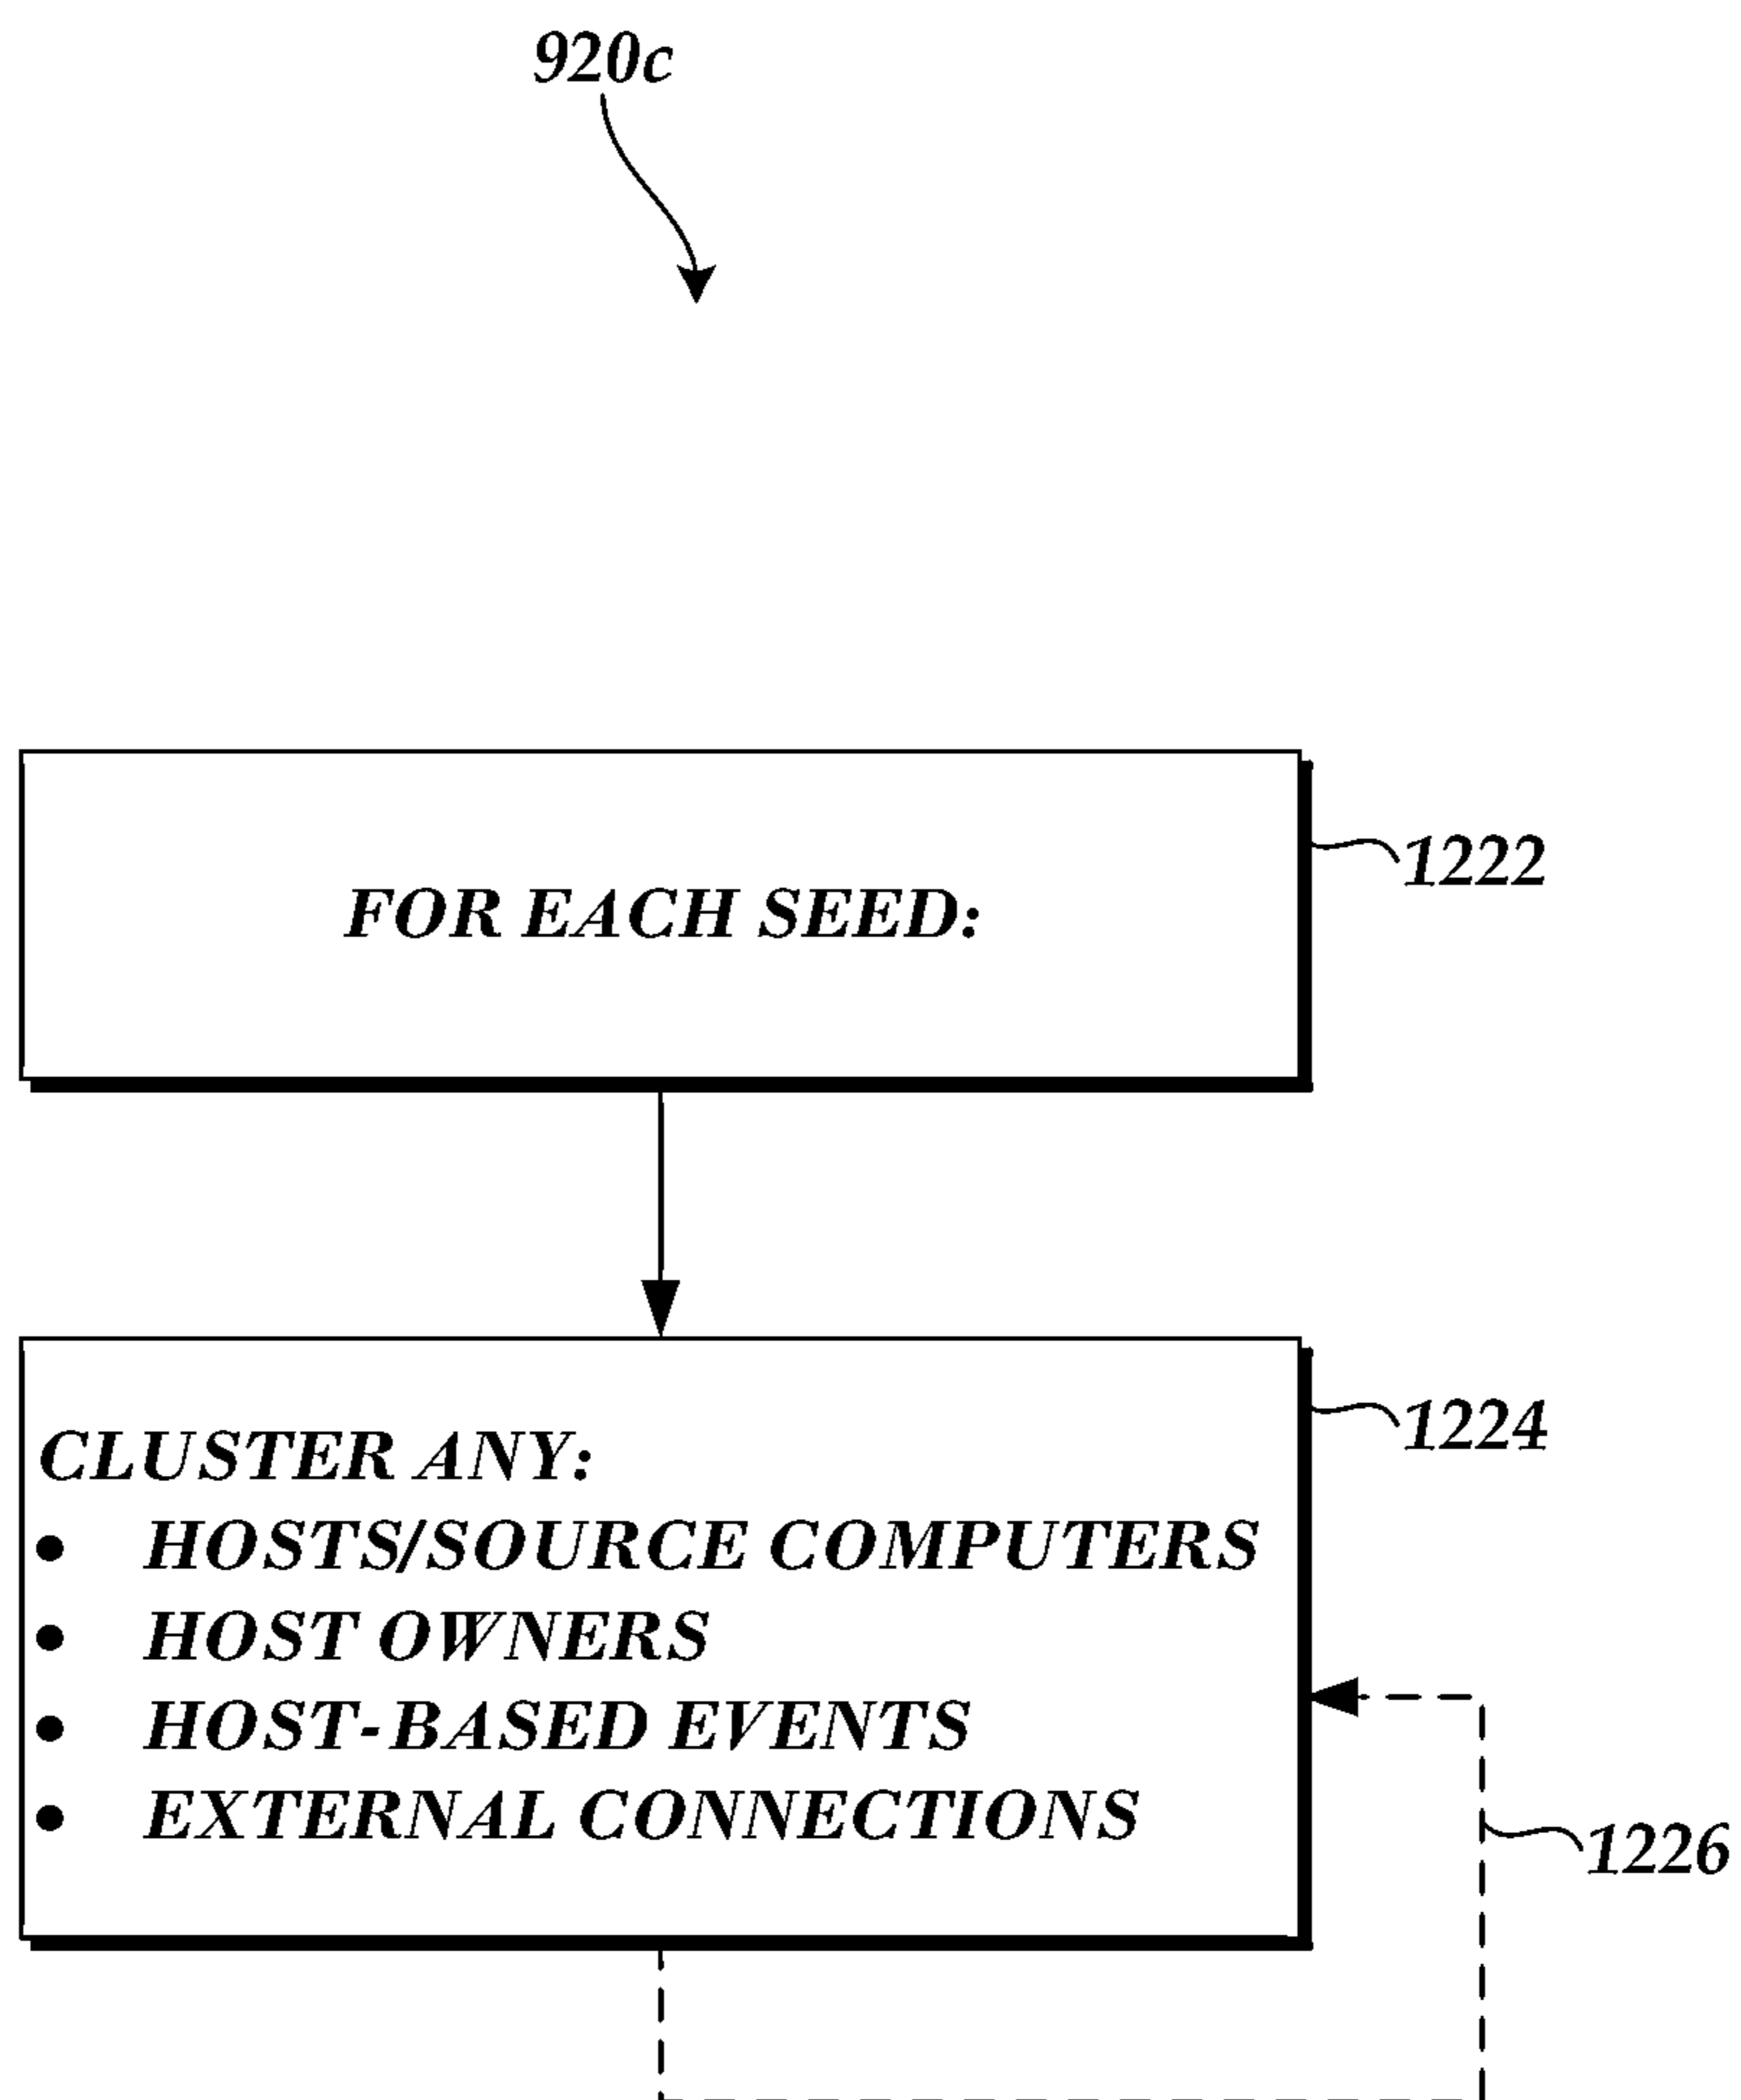 920c
FOR EACH SEED:
1222
CLUSTER ANY:
• HOSTS/SOURCE COMPUTERS
• HOST OWNERS
• HOST-BASED EVENTS
• EXTERNAL CONNECTIONS
1224
1226